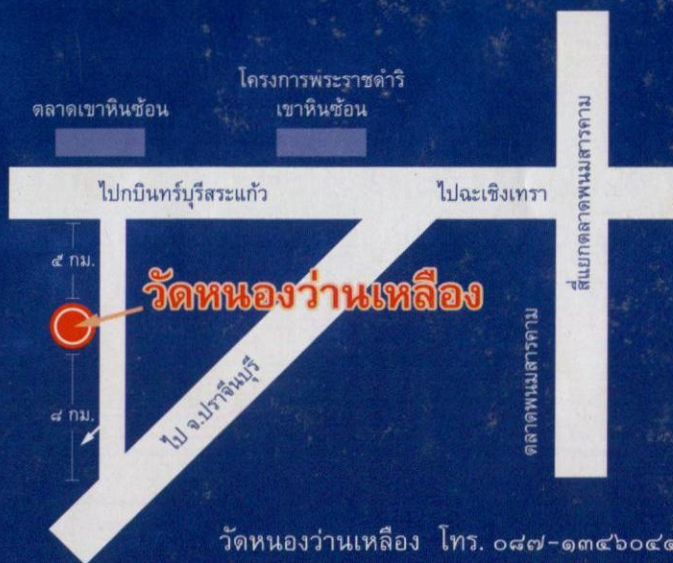 โครงการพระราชดำริ
เขาหินซ้อน
ตลาดเขาหินซ้อน
ไปกบินทร์บุรีสระแก้ว
ไปฉะเชิงเทรา
สี่แยกตลาดพนมสารคาม
๕ กม.
วัดหนองว่านเหลือง
ตลาดพนมสารคาม
ไป จ.ปราจีนบุรี
๘ กม.
วัดหนองว่านเหลือง โทร. ๐๘๗-๑๓๔๖๐๔๑